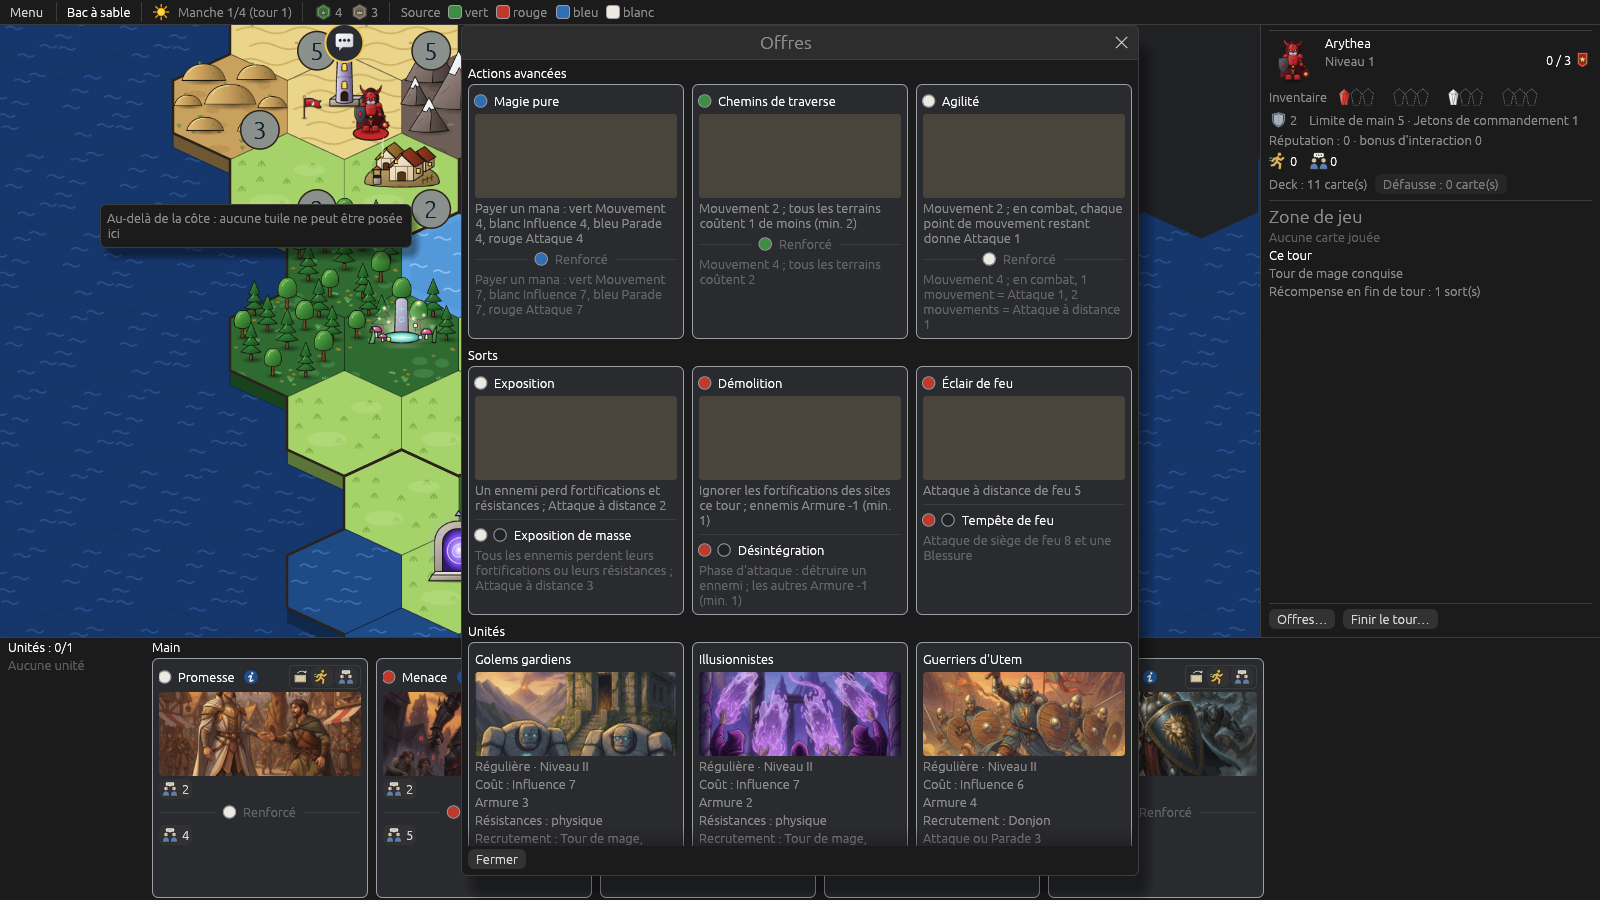 Menu
Bac à sable
Manche 1/4 (tour 1)
4
3
Source
vert
rouge
bleu
blanc
Offres
5
5
3
2
Au-delà de la côte : aucune tuile ne peut être posée
ici
Actions avancées
Magie pure
Payer un mana : vert Mouvement
4, blanc Influence 4, bleu Parade
4, rouge Attaque 4
Renforcé
Payer un mana : vert Mouvement
7, blanc Influence 7, bleu Parade
7, rouge Attaque 7
Chemins de traverse
Mouvement 2 ; tous les terrains
coûtent 1 de moins (min. 2)
Renforcé
Mouvement 4 ; tous les terrains
coûtent 2
Agilité
Mouvement 2 ; en combat, chaque
point de mouvement restant
donne Attaque 1
Renforcé
Mouvement 4 ; en combat, 1
mouvement = Attaque 1, 2
mouvements = Attaque à distance
1
Sorts
Exposition
Un ennemi perd fortifications et
résistances ; Attaque à distance 2
Exposition de masse
Tous les ennemis perdent leurs
fortifications ou leurs résistances ;
Attaque à distance 3
Démolition
Ignorer les fortifications des sites
ce tour ; ennemis Armure -1 (min.
1)
Désintégration
Phase d'attaque : détruire un
ennemi ; les autres Armure -1
(min. 1)
Éclair de feu
Attaque à distance de feu 5
Tempête de feu
Attaque de siège de feu 8 et une
Blessure
Unités
Golems gardiens
Régulière · Niveau II
Coût : Influence 7
Armure 3
Résistances : physique
Recrutement : Tour de mage,
Illusionnistes
Régulière · Niveau II
Coût : Influence 7
Armure 2
Résistances : physique
Recrutement : Tour de mage,
Guerriers d'Utem
Régulière · Niveau II
Coût : Influence 6
Armure 4
Recrutement : Donjon
Attaque ou Parade 3
Fermer
Arythea
Niveau 1
0 / 3
Inventaire
2
Limite de main 5 · Jetons de commandement 1
Réputation : 0 · bonus d'interaction 0
0
0
Deck : 11 carte(s)
Défausse : 0 carte(s)
Zone de jeu
Aucune carte jouée
Ce tour
Tour de mage conquise
Récompense en fin de tour : 1 sort(s)
Offres…
Finir le tour…
Unités : 0/1
Aucune unité
Main
Promesse
2
Renforcé
4
Menace
2
5
Renforcé